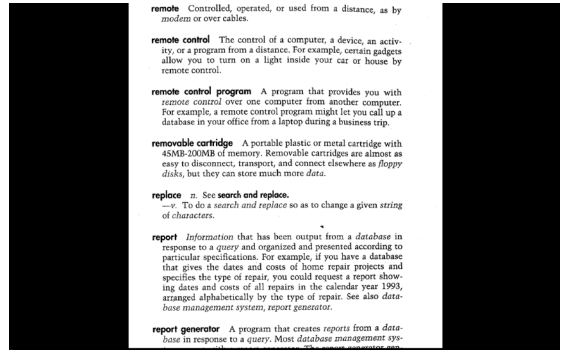 remote Controlled, operated, or used from a distance, as by
modem or over cables.
remote control The control of a computer, a device, an activ-
ity, or a program from a distance. For example, certain gadgets
allow you to turn on a light inside your car or house by
remote control.
remote control program A program that provides you with
remote control over one computer from another computer.
For example, a remote control program might let you call up a
database in your office from a laptop during a business trip.
removable cartridge A portable plastic or metal cartridge with
45MB-200MB of memory. Removable cartridges are almost as
easy to disconnect, transport, and connect elsewhere as floppy
disks, but they can store much more data.
replace n. See search and replace.
—v. To do a search and replace so as to change a given string
of characters.
report Information that has been output from a database in
response to a query and organized and presented according to
particular specifications. For example, if you have a database
that gives the dates and costs of home repair projects and
specifies the type of repair, you could request a report show-
ing dates and costs of all repairs in the calendar year 1993,
arranged alphabetically by the type of repair. See also data-
base management system, report generator.
report generator A program that creates reports from a data-
base in response to a query. Most database management sys-